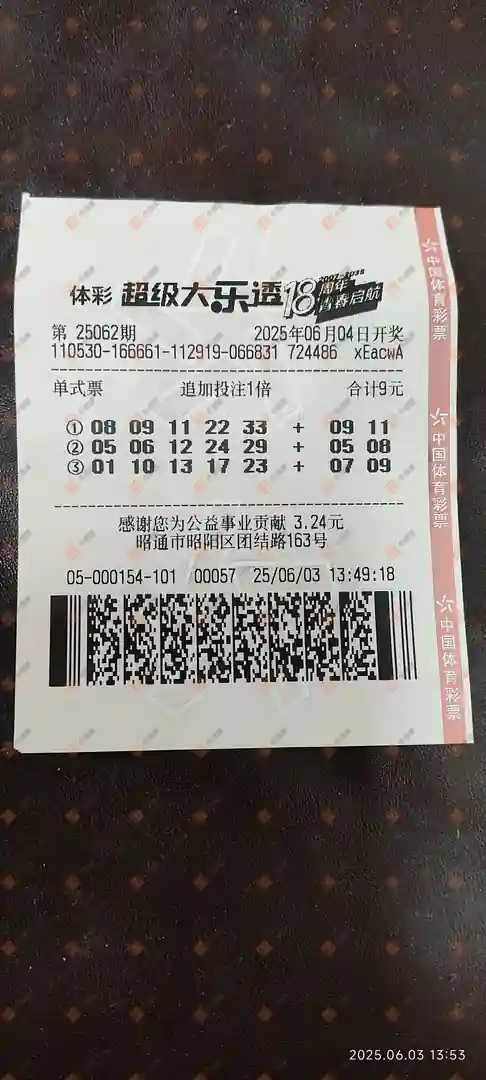 体彩 超级大乐透 18周年 青春启航
2007-2025
第 25062期 2025年06月04日开奖
110530-166661-112919-066831 724486 xEacwA
单式票 追加投注1倍 合计9元
① 08 09 11 22 33 + 09 11
② 05 06 12 24 29 + 05 08
③ 01 10 13 17 23 + 07 09
感谢您为公益事业贡献 3.24元
昭通市昭阳区团结路163号
05-000154-101 00057 25/06/03 13:49:18
中国体育彩票
中国体育彩票
中国体育彩票
2025.06.03 13:53